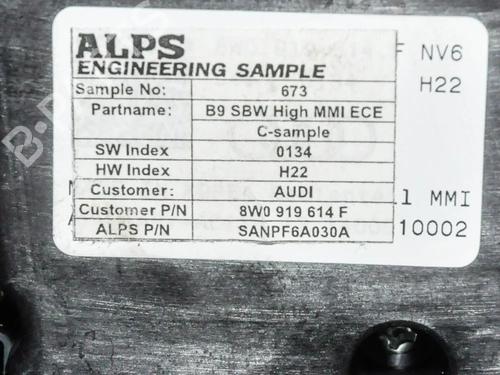 ALPS
ENGINEERING SAMPLE
Sample No: 673
Partname: B9 SBW High MMI ECE
C-sample
SW Index 0134
HW Index H22
Customer: AUDI
Customer P/N 8W0 919 614 F
ALPS P/N SANPF6A030A
F NV6
H22
MMI
10002